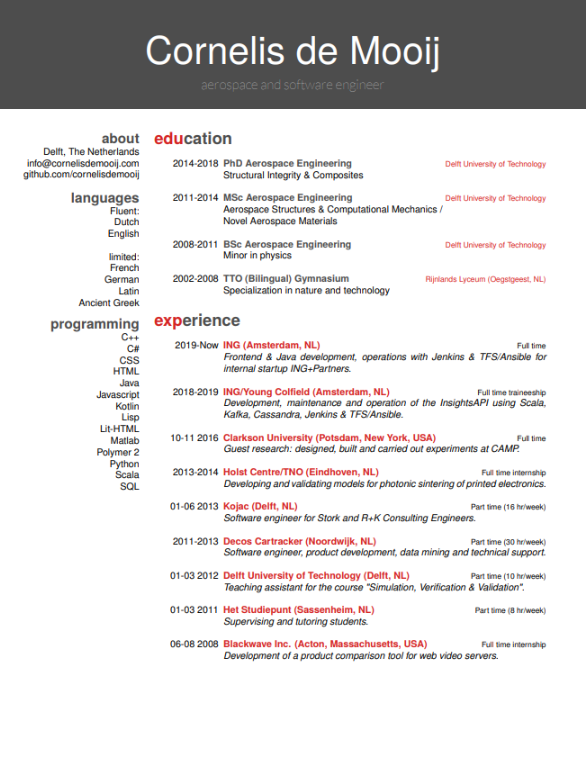 Cornelis de Mooij
aerospace and software engineer
about
Delft, The Netherlands
info@cornelisdemooij.com
github.com/cornelisdemooij
languages
Fluent:
Dutch
English
limited:
French
German
Latin
Ancient Greek
programming
C++
C#
CSS
HTML
Java
Javascript
Kotlin
Lisp
Lit-HTML
Matlab
Polymer 2
Python
Scala
SQL
education
2014-2018 PhD Aerospace Engineering Delft University of Technology
Structural Integrity & Composites
2011-2014 MSc Aerospace Engineering Delft University of Technology
Aerospace Structures & Computational Mechanics /
Novel Aerospace Materials
2008-2011 BSc Aerospace Engineering Delft University of Technology
Minor in physics
2002-2008 TTO (Bilingual) Gymnasium Rijnlands Lyceum (Oegstgeest, NL)
Specialization in nature and technology
experience
2019-Now ING (Amsterdam, NL) Full time
Frontend & Java development, operations with Jenkins & TFS/Ansible for
internal startup ING+Partners.
2018-2019 ING/Young Colfield (Amsterdam, NL) Full time traineeship
Development, maintenance and operation of the InsightsAPI using Scala,
Kafka, Cassandra, Jenkins & TFS/Ansible.
10-11 2016 Clarkson University (Potsdam, New York, USA) Full time
Guest research: designed, built and carried out experiments at CAMP.
2013-2014 Holst Centre/TNO (Eindhoven, NL) Full time internship
Developing and validating models for photonic sintering of printed electronics.
01-06 2013 Kojac (Delft, NL) Part time (16 hr/week)
Software engineer for Stork and R+K Consulting Engineers.
2011-2013 Decos Cartracker (Noordwijk, NL) Part time (30 hr/week)
Software engineer, product development, data mining and technical support.
01-03 2012 Delft University of Technology (Delft, NL) Part time (10 hr/week)
Teaching assistant for the course "Simulation, Verification & Validation".
01-03 2011 Het Studiepunt (Sassenheim, NL) Part time (8 hr/week)
Supervising and tutoring students.
06-08 2008 Blackwave Inc. (Acton, Massachusetts, USA) Full time internship
Development of a product comparison tool for web video servers.